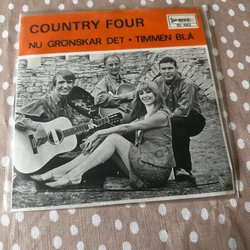 COUNTRY FOUR
NU GRÖNSKAR DET • TIMMEN BLÅ